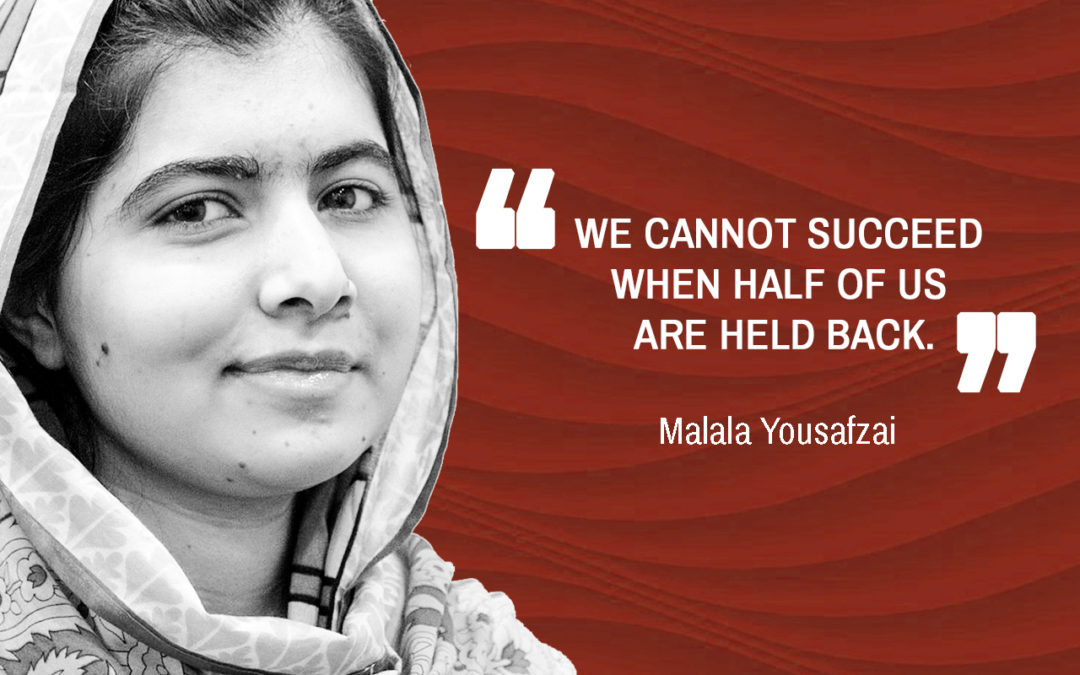 “ WE CANNOT SUCCEED
WHEN HALF OF US
ARE HELD BACK. ”
Malala Yousafzai